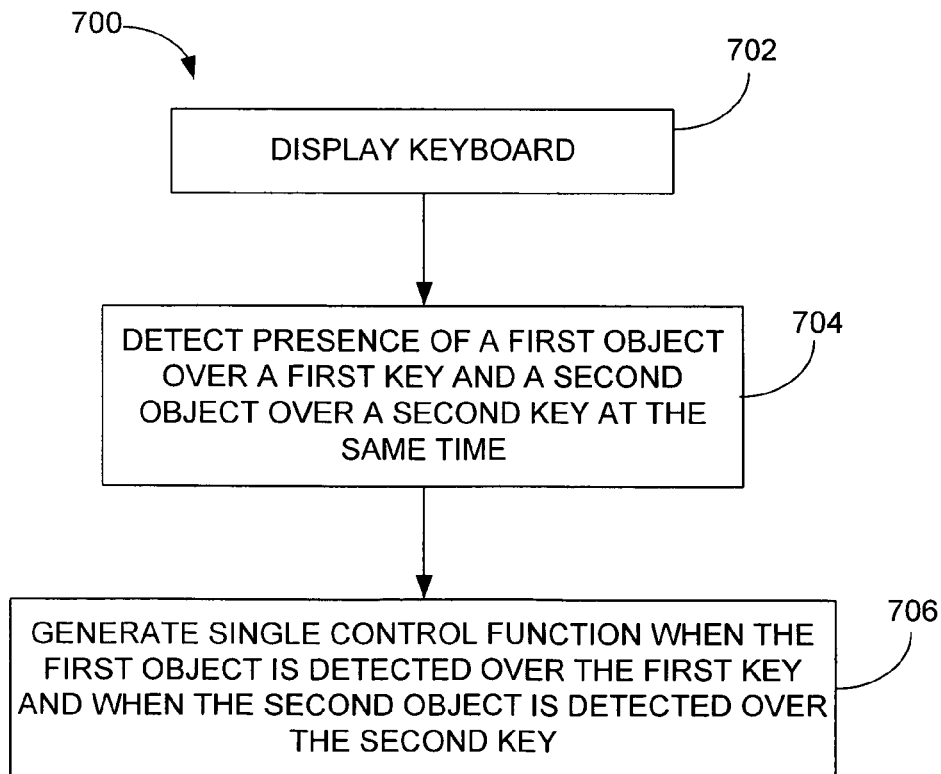 700
702
DISPLAY KEYBOARD
704
DETECT PRESENCE OF A FIRST OBJECT
OVER A FIRST KEY AND A SECOND
OBJECT OVER A SECOND KEY AT THE
SAME TIME
706
GENERATE SINGLE CONTROL FUNCTION WHEN THE
FIRST OBJECT IS DETECTED OVER THE FIRST KEY
AND WHEN THE SECOND OBJECT IS DETECTED OVER
THE SECOND KEY